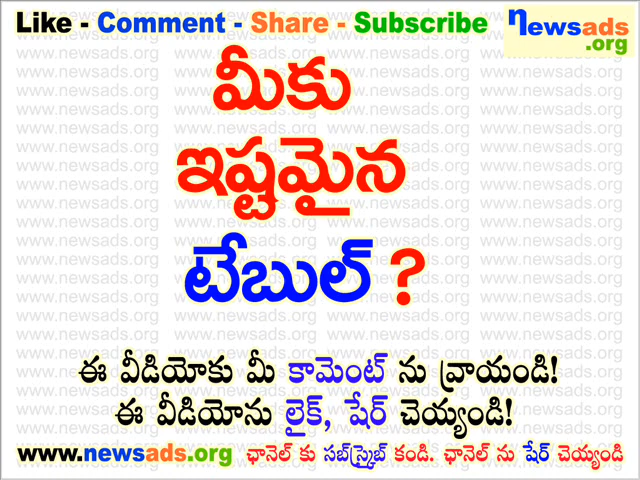 Like - Comment - Share - Subscribe
newsads
.org
మీకు
ఇష్టమైన
టేబుల్ ?
ఈ వీడియోకు మీ కామెంట్ ను వ్రాయండి!
ఈ వీడియోను లైక్, షేర్ చెయ్యండి!
www.newsads.org ఛానెల్ కు సబ్‌స్క్రైబ్ కండి. ఛానెల్ ను షేర్ చెయ్యండి